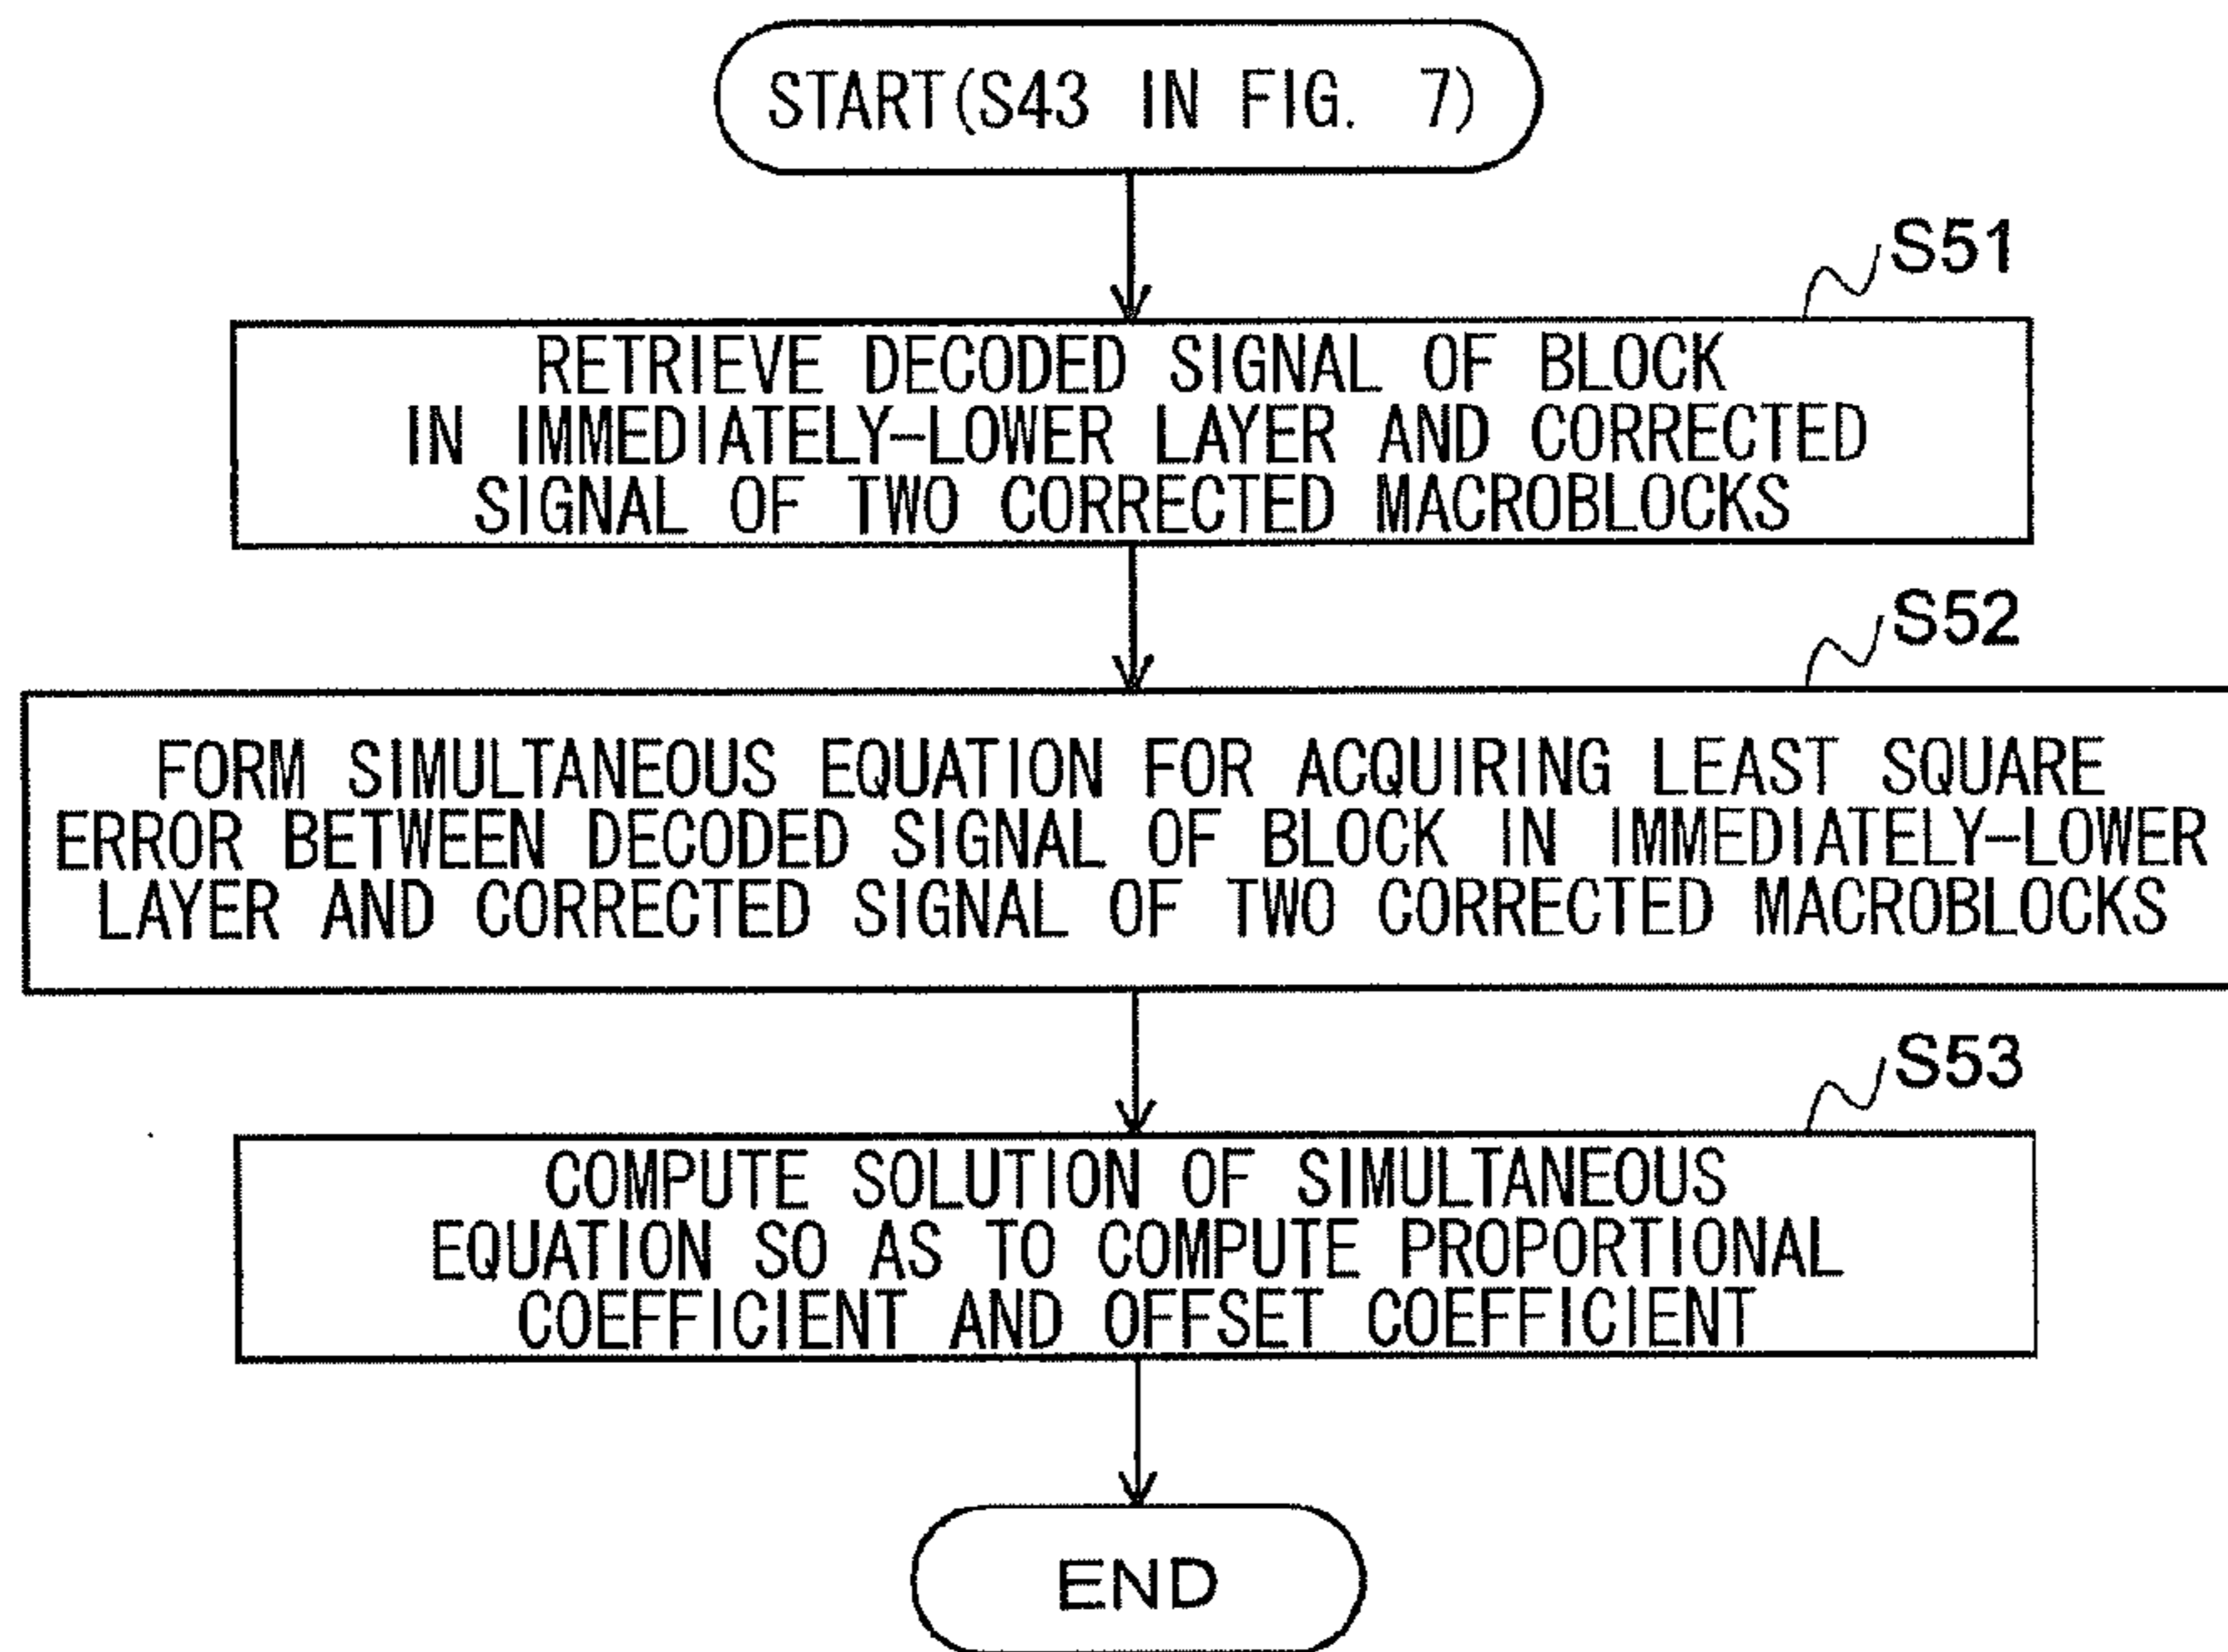 START(S43 IN FIG. 7)
S51
RETRIEVE DECODED SIGNAL OF BLOCK
IN IMMEDIATELY-LOWER LAYER AND CORRECTED
SIGNAL OF TWO CORRECTED MACROBLOCKS
S52
FORM SIMULTANEOUS EQUATION FOR ACQUIRING LEAST SQUARE
ERROR BETWEEN DECODED SIGNAL OF BLOCK IN IMMEDIATELY-LOWER
LAYER AND CORRECTED SIGNAL OF TWO CORRECTED MACROBLOCKS
S53
COMPUTE SOLUTION OF SIMULTANEOUS
EQUATION SO AS TO COMPUTE PROPORTIONAL
COEFFICIENT AND OFFSET COEFFICIENT
END